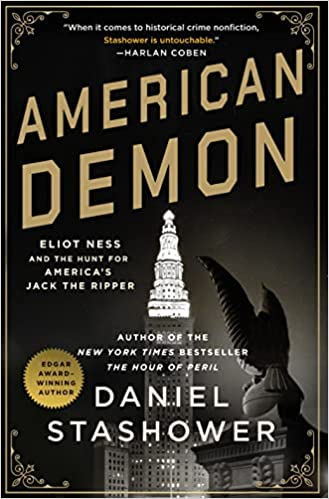 "When it comes to historical crime nonfiction,
Stashower is untouchable."
—HARLAN COBEN
AMERICAN
DEMON
ELIOT NESS
AND THE HUNT FOR
AMERICA'S
JACK THE RIPPER
AUTHOR OF THE
NEW YORK TIMES BESTSELLER
THE HOUR OF PERIL
EDGAR
AWARD-
WINNING
AUTHOR
DANIEL
STASHOWER